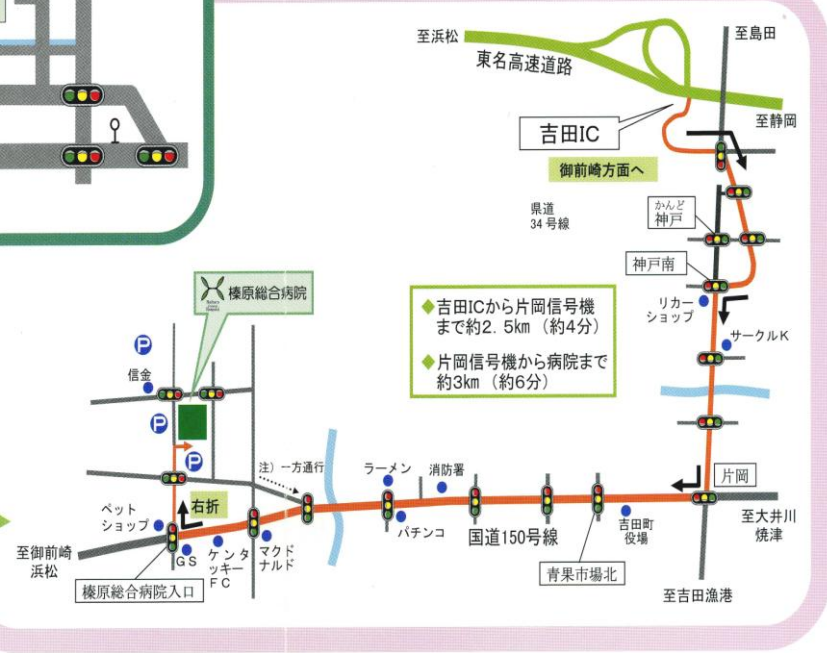 至浜松
東名高速道路
至島田
至静岡
吉田IC
御前崎方面へ
県道
34号線
かんど
神戸
神戸南
リカー
ショップ
サークルK
榛原総合病院
◆吉田ICから片岡信号機
まで約2.5km（約4分）
◆片岡信号機から病院まで
約3km（約6分）
P
信金
P
P
注）一方通行
ラーメン
消防署
片岡
ペット
ショップ
右折
パチンコ
国道150号線
吉田町
役場
至大井川
焼津
至御前崎
浜松
GS
ケンタ
ッキー
FC
マクド
ナルド
青果市場北
榛原総合病院入口
至吉田漁港